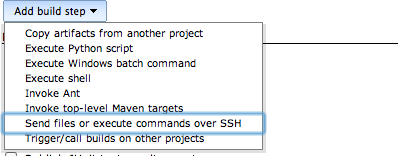 Add build step
Copy artifacts from another project
Execute Python script
Execute Windows batch command
Execute shell
Invoke Ant
Invoke top-level Maven targets
Send files or execute commands over SSH
Trigger/call builds on other projects